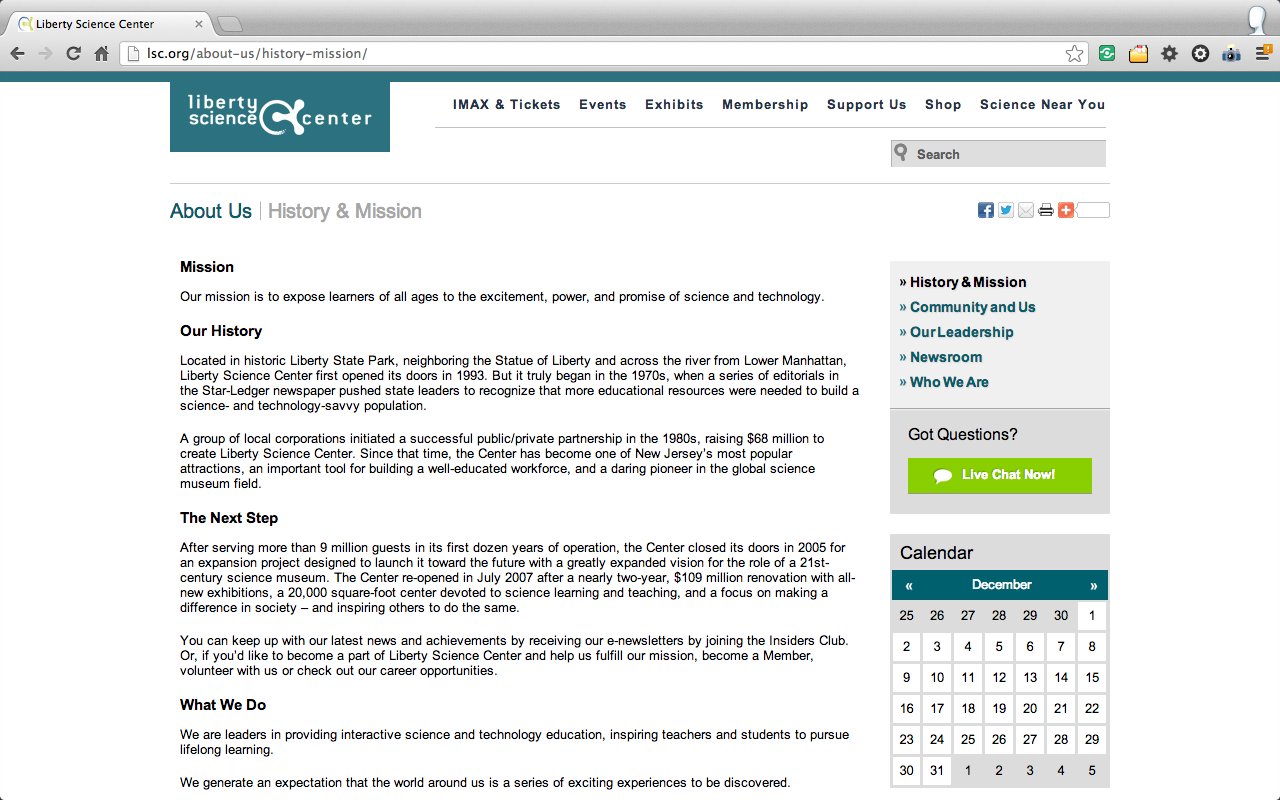 Liberty Science Center
lsc.org/about-us/history-mission/
liberty
science center
IMAX & Tickets Events Exhibits Membership Support Us Shop Science Near You
Search
About Us | History & Mission
Mission
Our mission is to expose learners of all ages to the excitement, power, and promise of science and technology.
Our History
Located in historic Liberty State Park, neighboring the Statue of Liberty and across the river from Lower Manhattan,
Liberty Science Center first opened its doors in 1993. But it truly began in the 1970s, when a series of editorials in
the Star-Ledger newspaper pushed state leaders to recognize that more educational resources were needed to build a
science- and technology-savvy population.
A group of local corporations initiated a successful public/private partnership in the 1980s, raising $68 million to
create Liberty Science Center. Since that time, the Center has become one of New Jersey's most popular
attractions, an important tool for building a well-educated workforce, and a daring pioneer in the global science
museum field.
The Next Step
After serving more than 9 million guests in its first dozen years of operation, the Center closed its doors in 2005 for
an expansion project designed to launch it toward the future with a greatly expanded vision for the role of a 21st-
century science museum. The Center re-opened in July 2007 after a nearly two-year, $109 million renovation with all-
new exhibitions, a 20,000 square-foot center devoted to science learning and teaching, and a focus on making a
difference in society – and inspiring others to do the same.
You can keep up with our latest news and achievements by receiving our e-newsletters by joining the Insiders Club.
Or, if you'd like to become a part of Liberty Science Center and help us fulfill our mission, become a Member,
volunteer with us or check out our career opportunities.
What We Do
We are leaders in providing interactive science and technology education, inspiring teachers and students to pursue
lifelong learning.
We generate an expectation that the world around us is a series of exciting experiences to be discovered.
» History & Mission
» Community and Us
» Our Leadership
» Newsroom
» Who We Are
Got Questions?
Live Chat Now!
Calendar
« December »
25 26 27 28 29 30 1
2 3 4 5 6 7 8
9 10 11 12 13 14 15
16 17 18 19 20 21 22
23 24 25 26 27 28 29
30 31 1 2 3 4 5